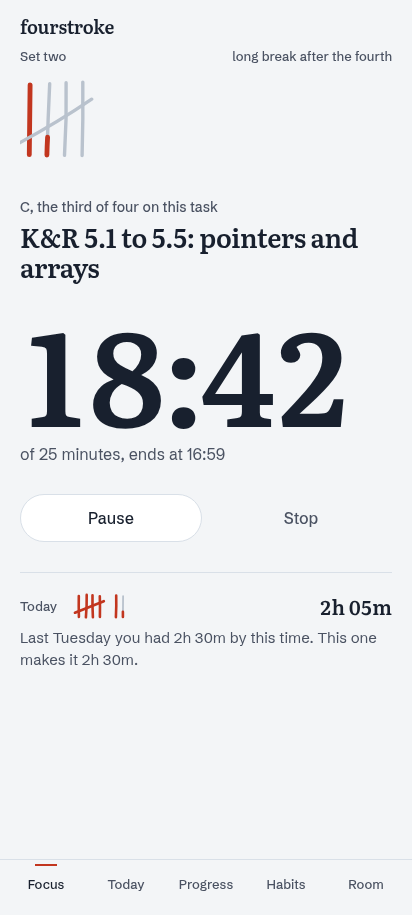 fourstroke
Set two
long break after the fourth
C, the third of four on this task
K&R 5.1 to 5.5: pointers and
arrays
18:42
of 25 minutes, ends at 16:59
Pause
Stop
Today
2h 05m
Last Tuesday you had 2h 30m by this time. This one
makes it 2h 30m.
Focus
Today
Progress
Habits
Room